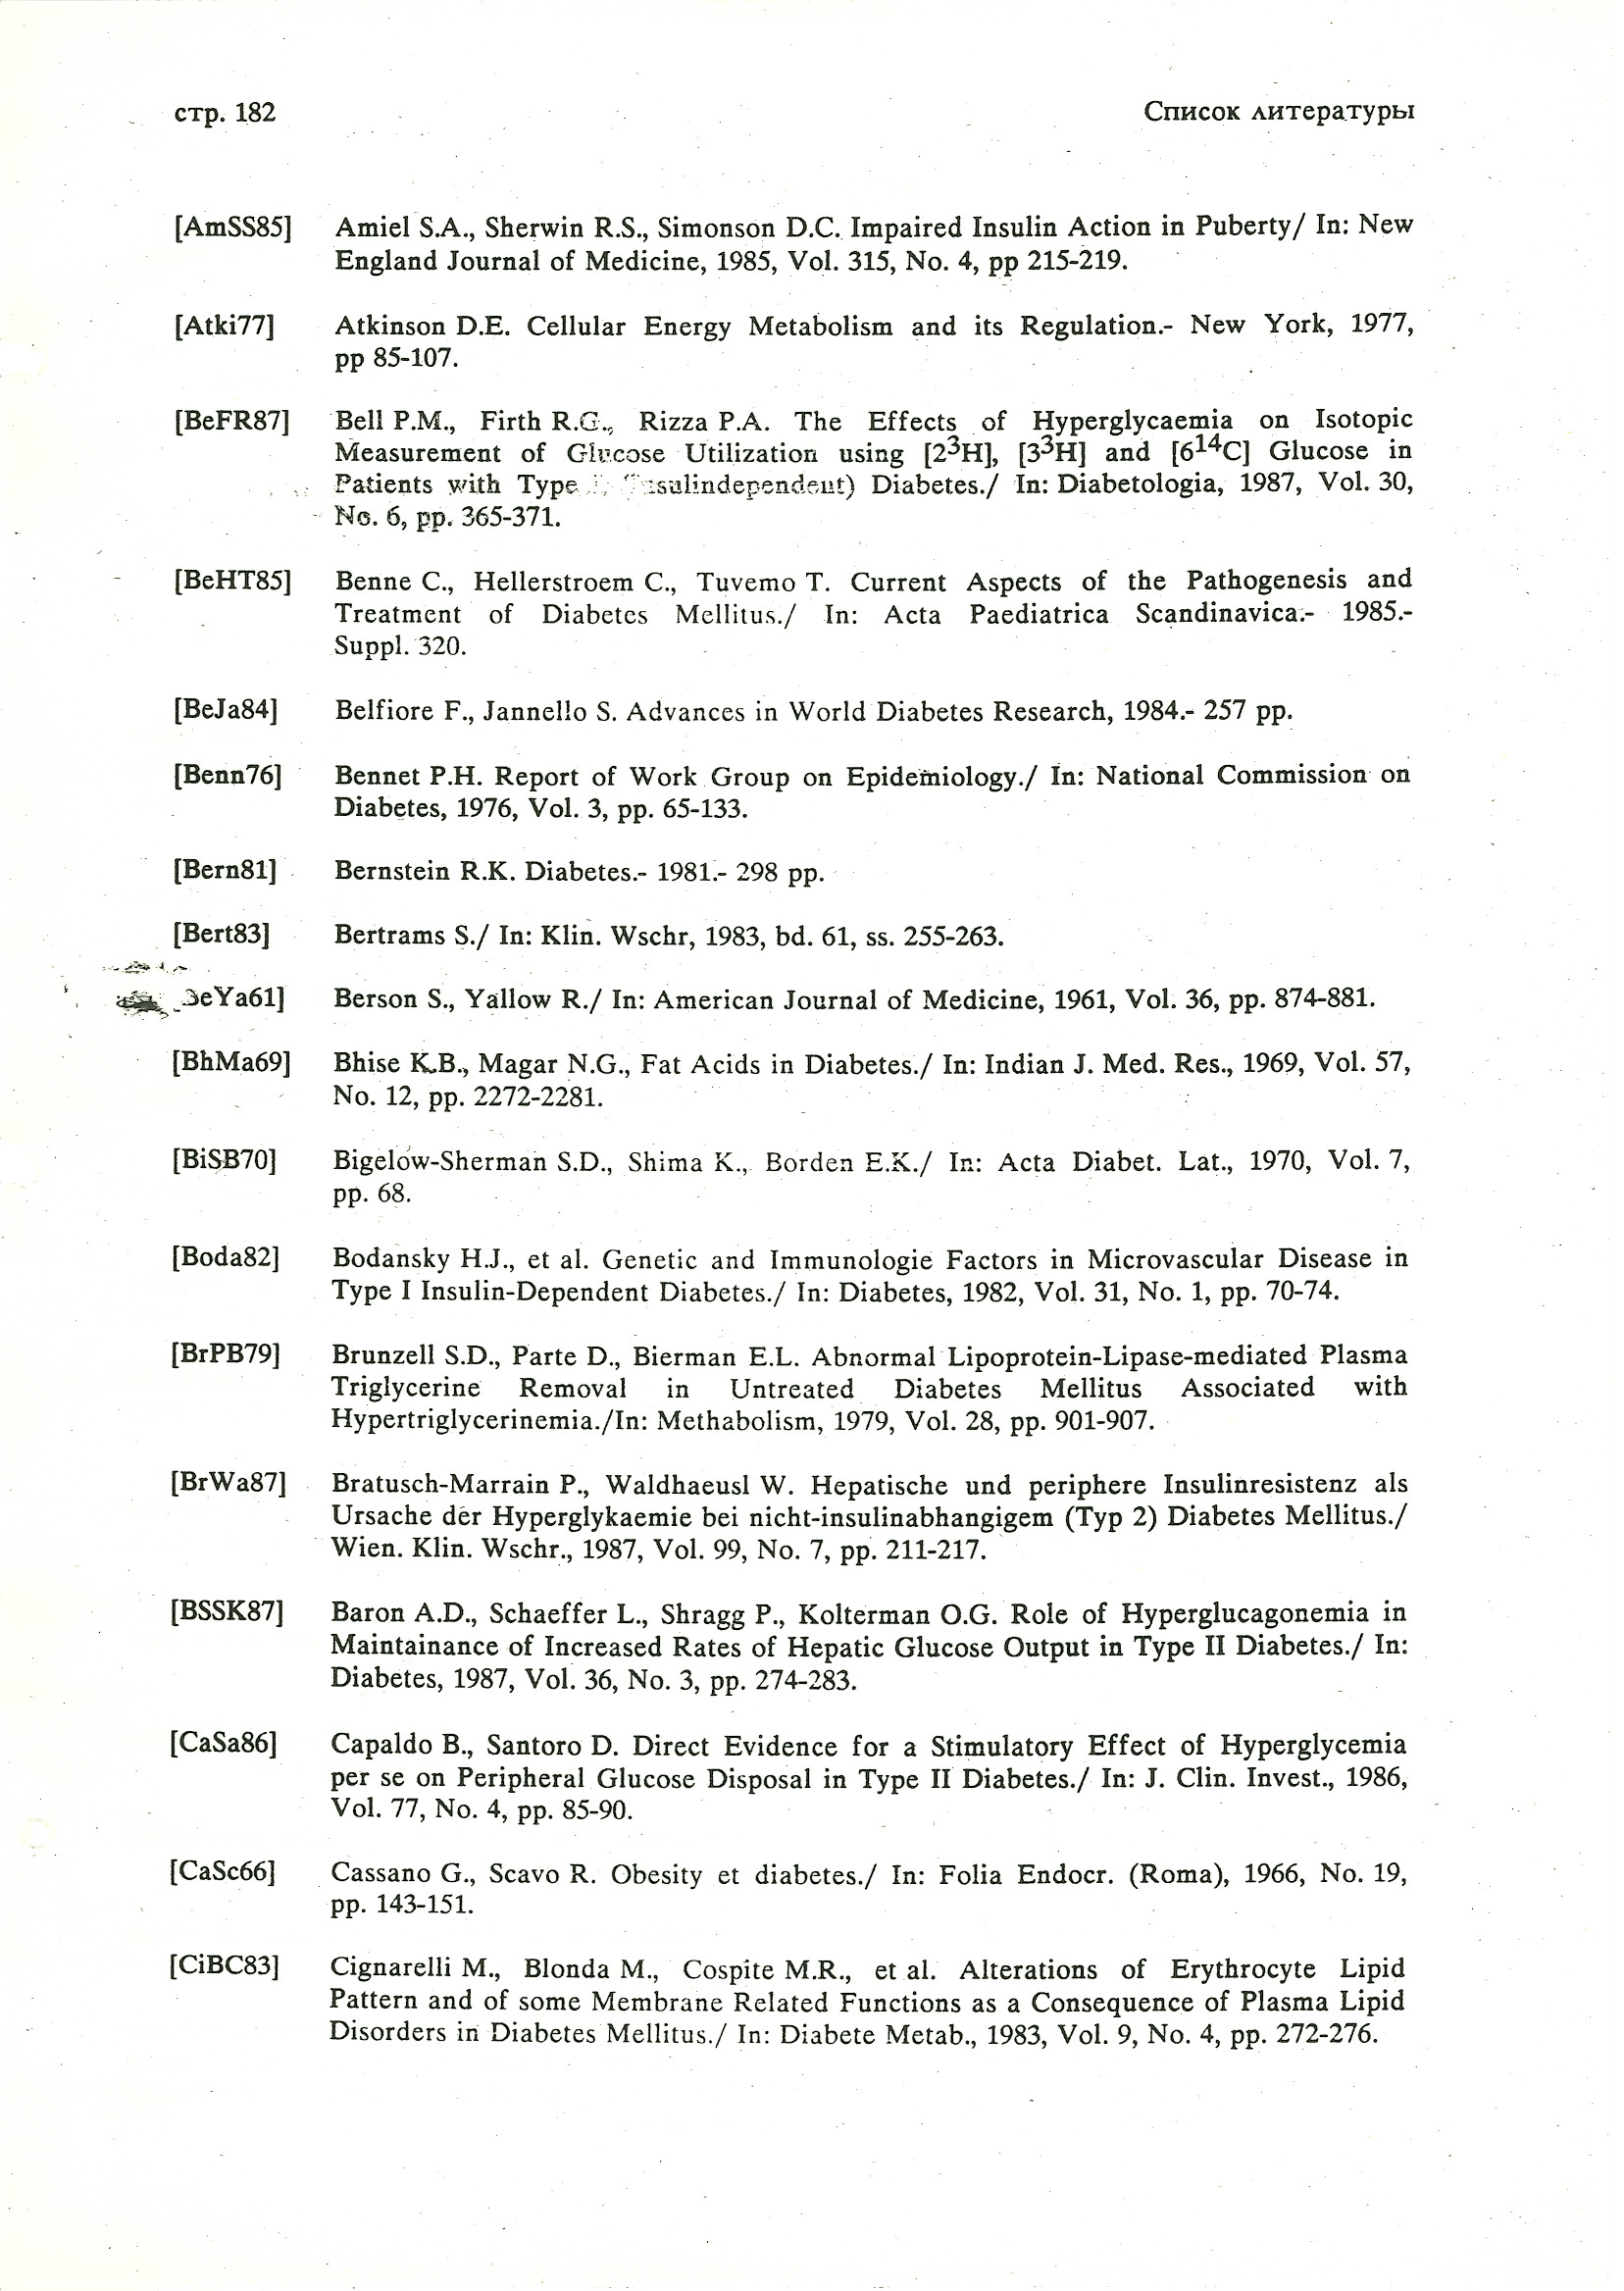 стр. 182
Список литературы
[AmSS85] Amiel S.A., Sherwin R.S., Simonson D.C. Impaired Insulin Action in Puberty/ In: New
England Journal of Medicine, 1985, Vol. 315, No. 4, pp 215-219.
[Atki77] Atkinson D.E. Cellular Energy Metabolism and its Regulation.- New York, 1977,
pp 85-107.
[BeFR87] Bell P.M., Firth R.G., Rizza P.A. The Effects of Hyperglycaemia on Isotopic
Measurement of Glucose Utilization using [2³H], [3³H] and [6¹⁴C] Glucose in
Patients with Type Diabetes./ In: Diabetologia, 1987, Vol. 30,
No. 6, pp. 365-371.
[BeHT85] Benne C., Hellerstroem C., Tuvemo T. Current Aspects of the Pathogenesis and
Treatment of Diabetes Mellitus./ In: Acta Paediatrica Scandinavica.- 1985.-
Suppl. 320.
[BeJa84] Belfiore F., Jannello S. Advances in World Diabetes Research, 1984.- 257 pp.
[Benn76] Bennet P.H. Report of Work Group on Epidemiology./ In: National Commission on
Diabetes, 1976, Vol. 3, pp. 65-133.
[Bern81] Bernstein R.K. Diabetes.- 1981.- 298 pp.
[Bert83] Bertrams S./ In: Klin. Wschr, 1983, bd. 61, ss. 255-263.
BeYa61] Berson S., Yallow R./ In: American Journal of Medicine, 1961, Vol. 36, pp. 874-881.
[BhMa69] Bhise K.B., Magar N.G., Fat Acids in Diabetes./ In: Indian J. Med. Res., 1969, Vol. 57,
No. 12, pp. 2272-2281.
[BiSB70] Bigelow-Sherman S.D., Shima K., Borden E.K./ In: Acta Diabet. Lat., 1970, Vol. 7,
pp. 68.
[Boda82] Bodansky H.J., et al. Genetic and Immunologie Factors in Microvascular Disease in
Type I Insulin-Dependent Diabetes./ In: Diabetes, 1982, Vol. 31, No. 1, pp. 70-74.
[BrPB79] Brunzell S.D., Parte D., Bierman E.L. Abnormal Lipoprotein-Lipase-mediated Plasma
Triglycerine Removal in Untreated Diabetes Mellitus Associated with
Hypertriglycerinemia./In: Methabolism, 1979, Vol. 28, pp. 901-907.
[BrWa87] Bratusch-Marrain P., Waldhaeusl W. Hepatische und periphere Insulinresistenz als
Ursache der Hyperglykaemie bei nicht-insulinabhangigem (Typ 2) Diabetes Mellitus./
Wien. Klin. Wschr., 1987, Vol. 99, No. 7, pp. 211-217.
[BSSK87] Baron A.D., Schaeffer L., Shragg P., Kolterman O.G. Role of Hyperglucagonemia in
Maintainance of Increased Rates of Hepatic Glucose Output in Type II Diabetes./ In:
Diabetes, 1987, Vol. 36, No. 3, pp. 274-283.
[CaSa86] Capaldo B., Santoro D. Direct Evidence for a Stimulatory Effect of Hyperglycemia
per se on Peripheral Glucose Disposal in Type II Diabetes./ In: J. Clin. Invest., 1986,
Vol. 77, No. 4, pp. 85-90.
[CaSc66] Cassano G., Scavo R. Obesity et diabetes./ In: Folia Endocr. (Roma), 1966, No. 19,
pp. 143-151.
[CiBC83] Cignarelli M., Blonda M., Cospite M.R., et al. Alterations of Erythrocyte Lipid
Pattern and of some Membrane Related Functions as a Consequence of Plasma Lipid
Disorders in Diabetes Mellitus./ In: Diabete Metab., 1983, Vol. 9, No. 4, pp. 272-276.